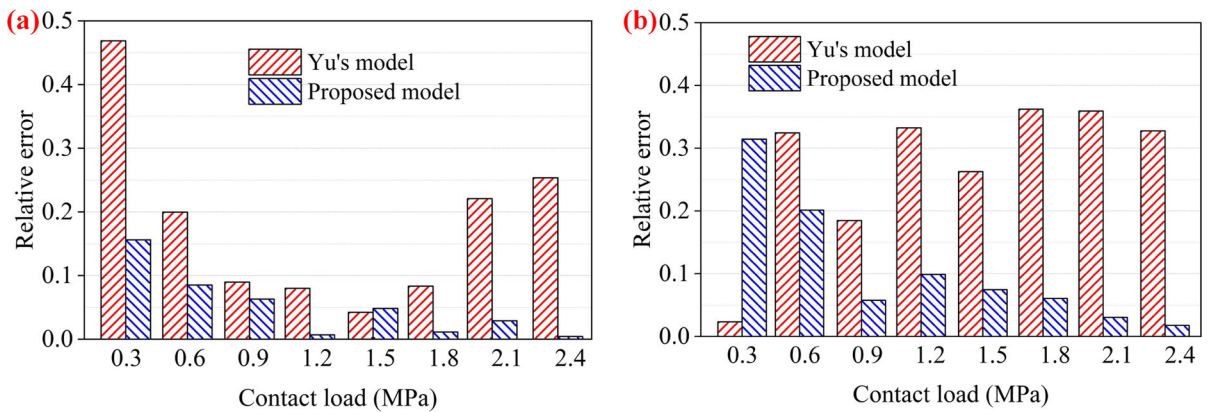 (a)
0.5
0.4
0.3
0.2
0.1
0.0
Relative error
Yu's model
Proposed model
0.3 0.6 0.9 1.2 1.5 1.8 2.1 2.4
Contact load (MPa)
(b)
0.5
0.4
0.3
0.2
0.1
0.0
Relative error
Yu's model
Proposed model
0.3 0.6 0.9 1.2 1.5 1.8 2.1 2.4
Contact load (MPa)